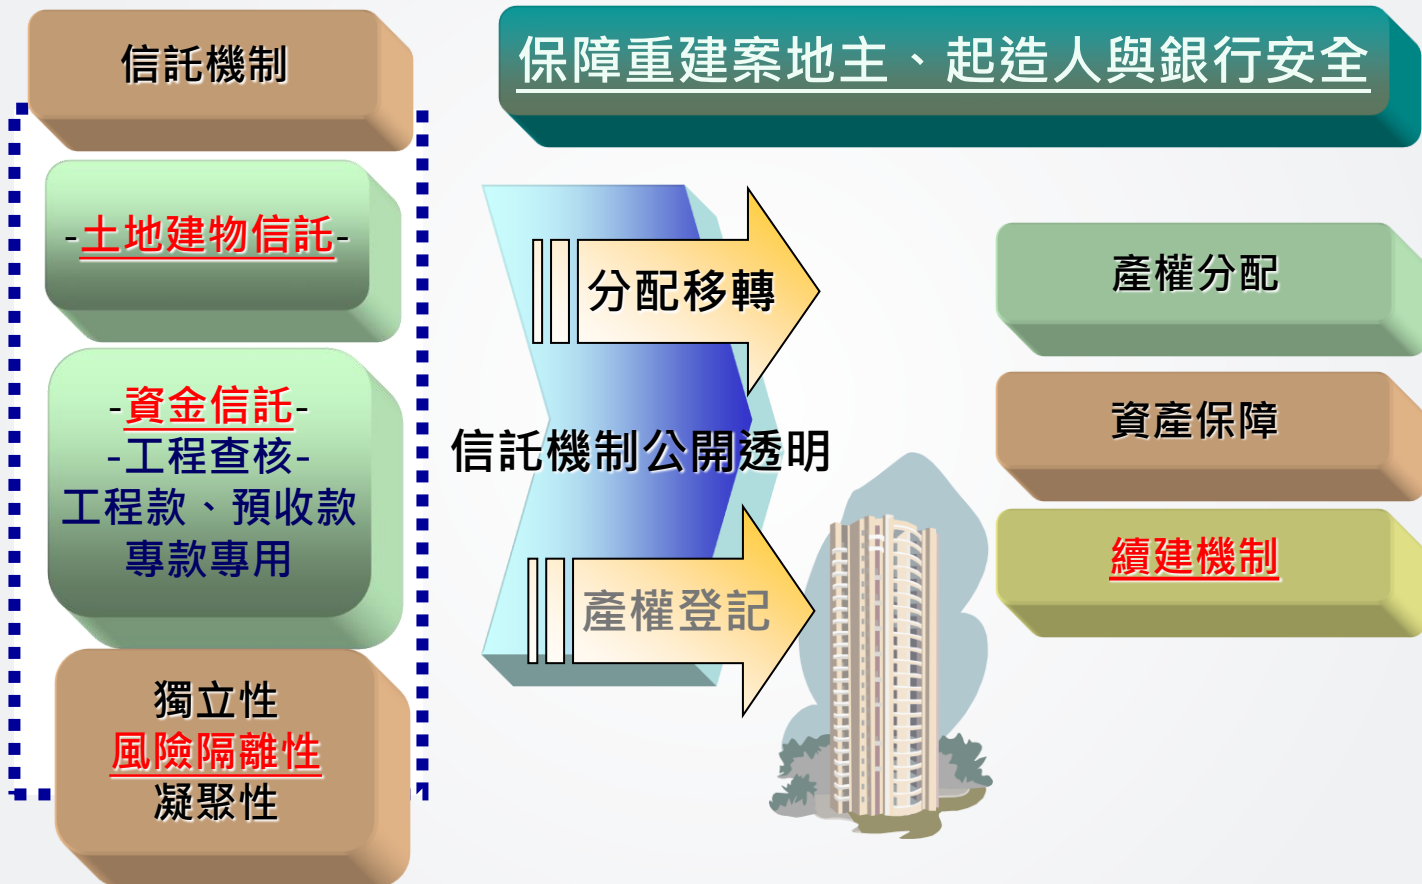 信託機制
保障重建案地主、起造人與銀行安全
-土地建物信託-
-資金信託-
-工程查核-
工程款、預收款
專款專用
獨立性
風險隔離性
凝聚性
分配移轉
信託機制公開透明
產權登記
產權分配
資產保障
續建機制